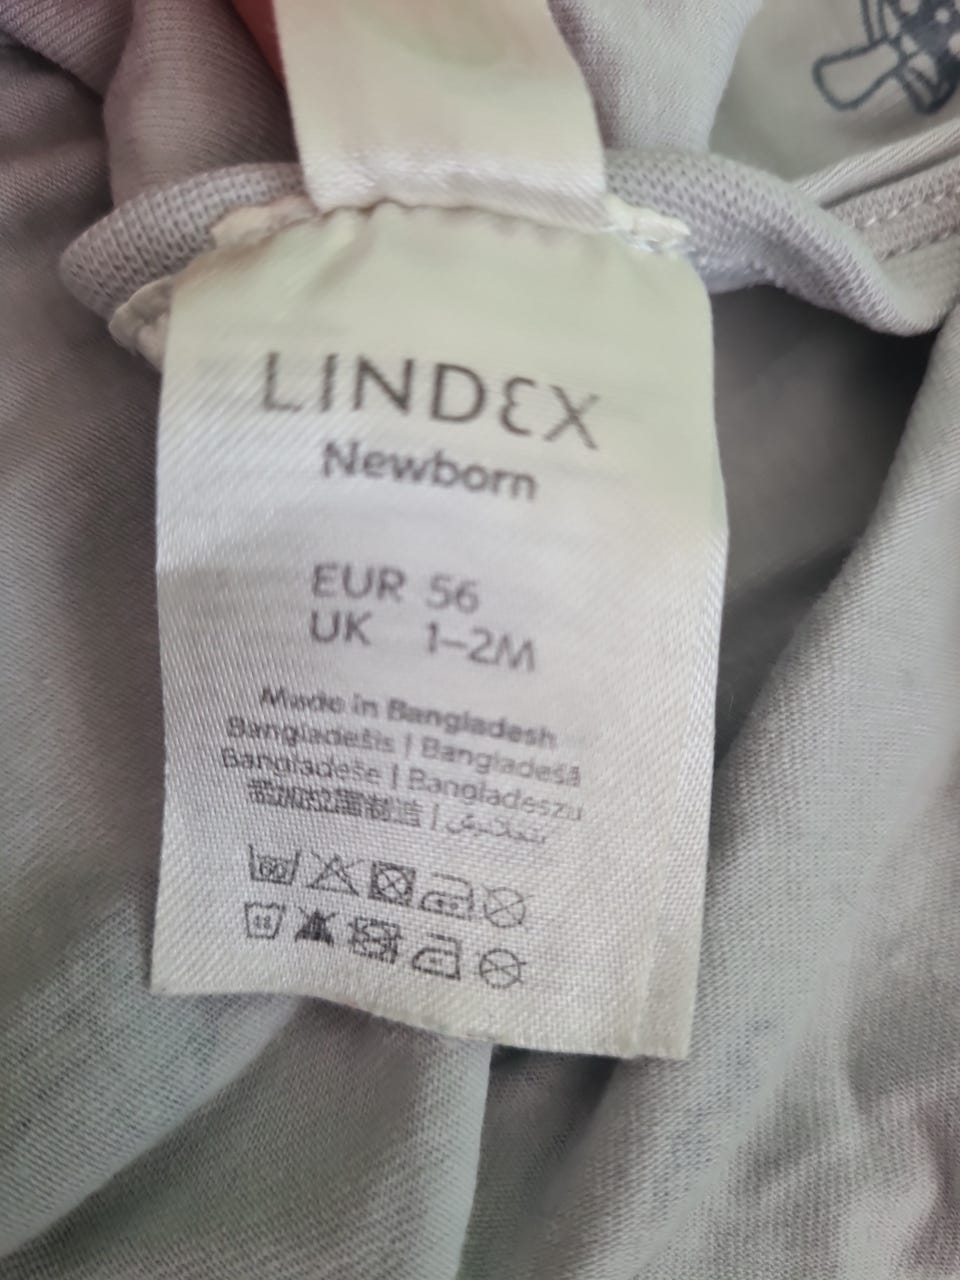 LINDEX
Newborn
EUR 56
UK 1–2M
Made in Bangladesh
Bangladešis | Bangladešā
Bangladeše | Bangladeszu
孟加拉国制造 |
60